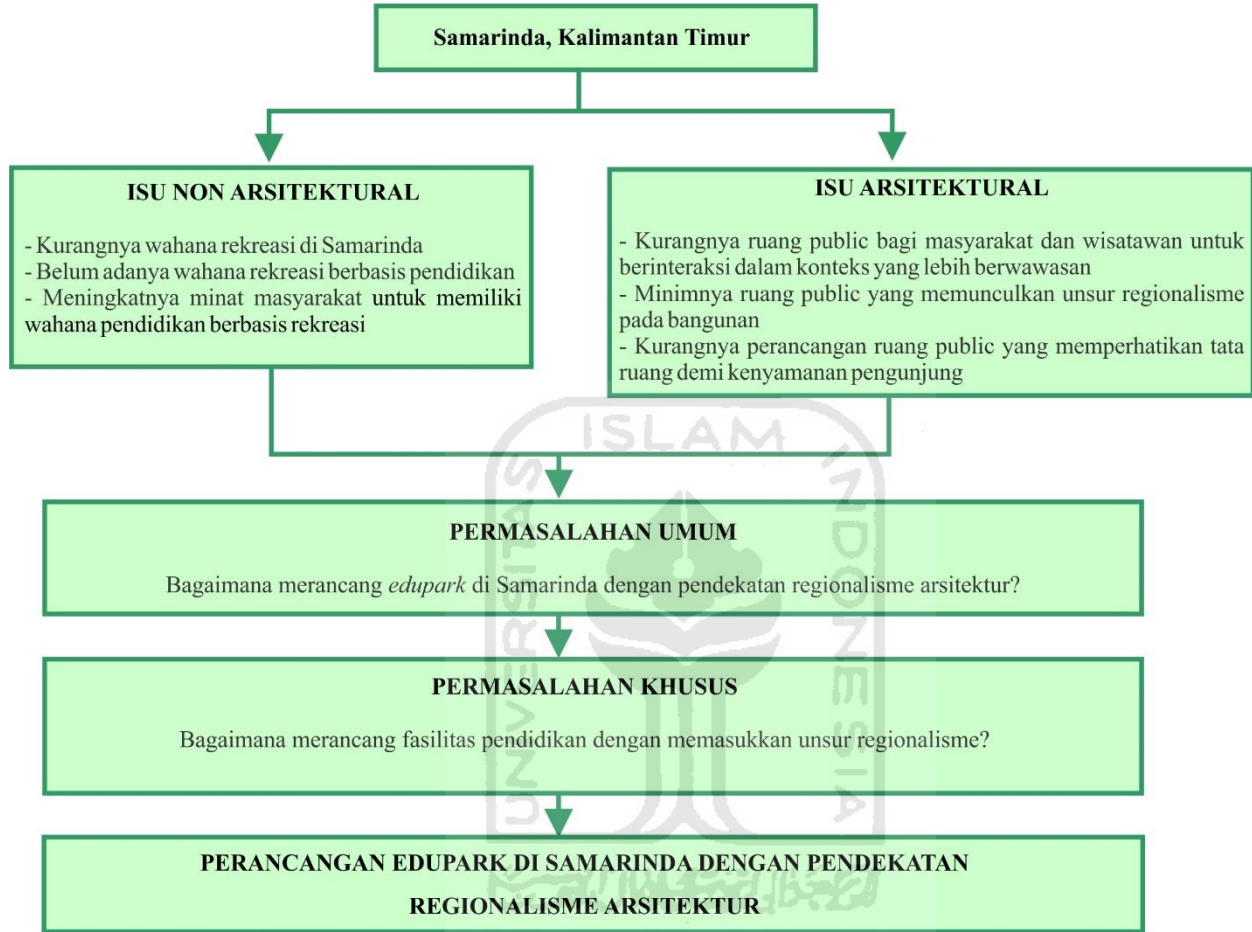 Samarinda, Kalimantan Timur
ISU NON ARSITEKTURAL
- Kurangnya wahana rekreasi di Samarinda
- Belum adanya wahana rekreasi berbasis pendidikan
- Meningkatnya minat masyarakat untuk memiliki
wahana pendidikan berbasis rekreasi
ISU ARSITEKTURAL
- Kurangnya ruang public bagi masyarakat dan wisatawan untuk
berinteraksi dalam konteks yang lebih berwawasan
- Minimnya ruang public yang memunculkan unsur regionalisme
pada bangunan
- Kurangnya perancangan ruang public yang memperhatikan tata
ruang demi kenyamanan pengunjung
PERMASALAHAN UMUM
Bagaimana merancang edupark di Samarinda dengan pendekatan regionalisme arsitektur?
PERMASALAHAN KHUSUS
Bagaimana merancang fasilitas pendidikan dengan memasukkan unsur regionalisme?
PERANCANGAN EDUPARK DI SAMARINDA DENGAN PENDEKATAN
REGIONALISME ARSITEKTUR
UNIVERSITAS
ISLAM
INDONESIA